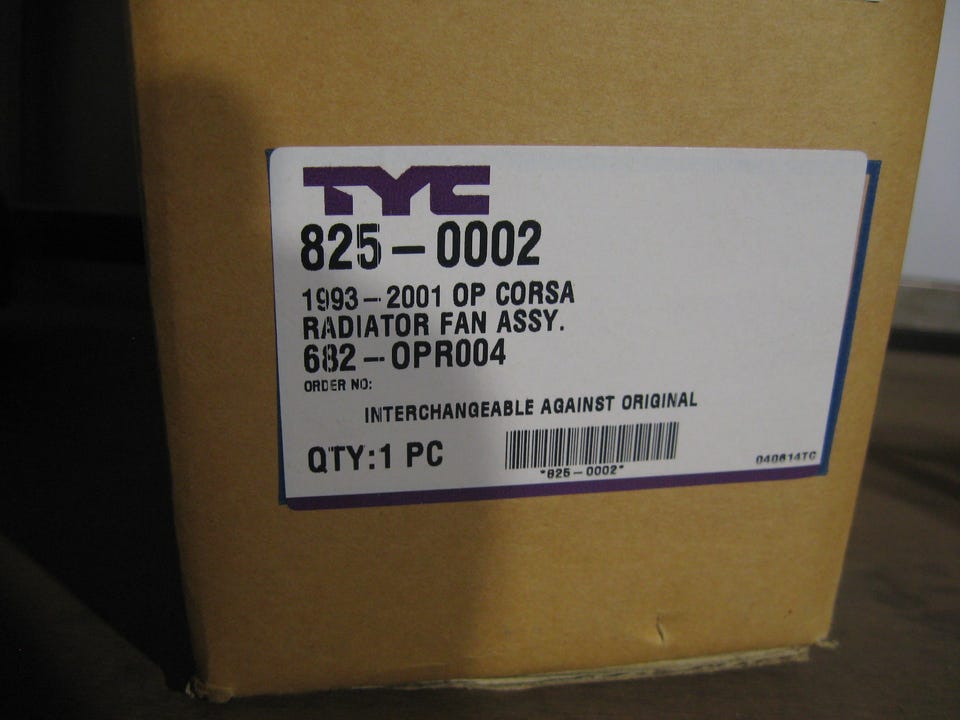 TYC
825-0002
1993-2001 OP CORSA
RADIATOR FAN ASSY.
682-OPR004
ORDER NO:
INTERCHANGEABLE AGAINST ORIGINAL
QTY:1 PC
*825-0002*
040614TC